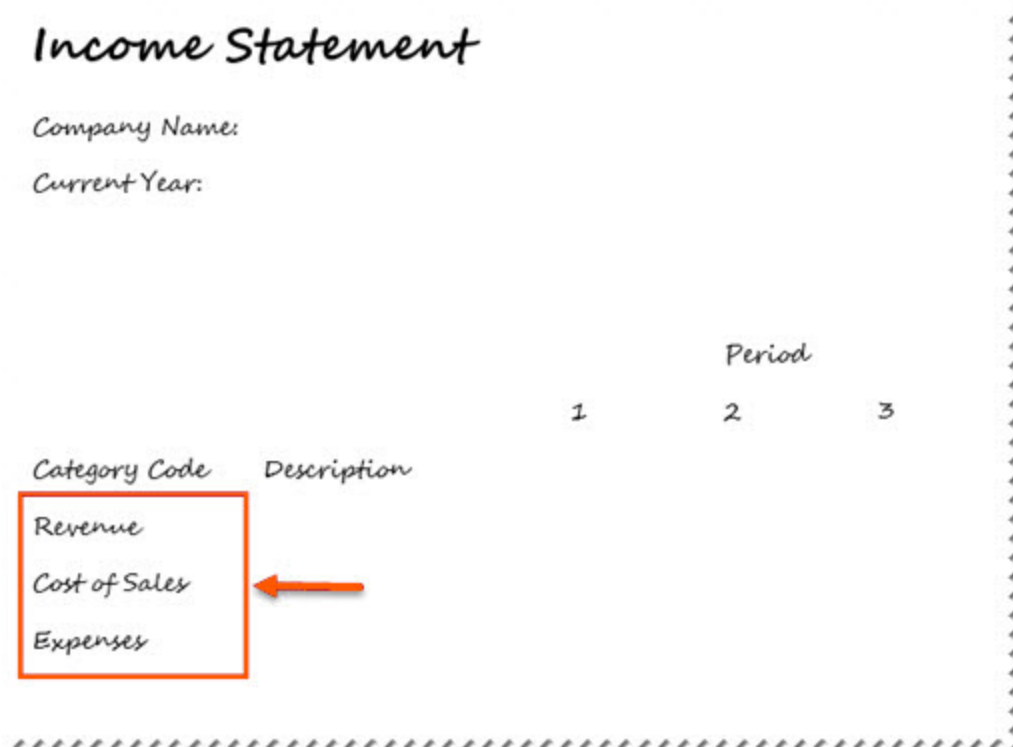 Income Statement
Company Name:
Current Year:
Period
1 2 3
Category Code Description
Revenue
Cost of Sales
Expenses